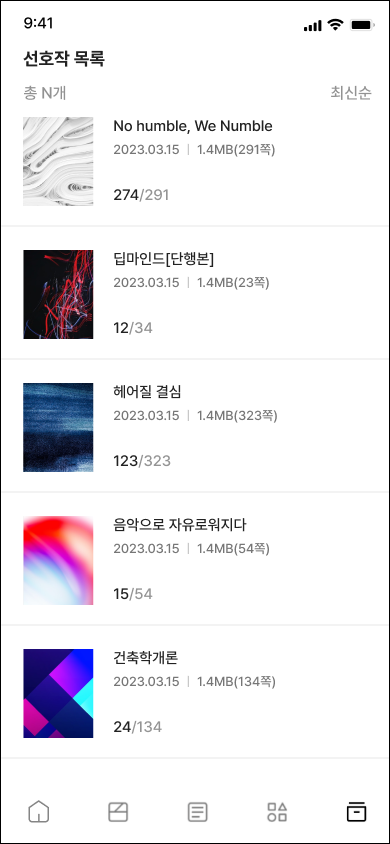 9:41
선호작 목록
총 N개 최신순
No humble, We Numble
2023.03.15 | 1.4MB(291쪽)
274/291
딥마인드[단행본]
2023.03.15 | 1.4MB(23쪽)
12/34
헤어질 결심
2023.03.15 | 1.4MB(323쪽)
123/323
음악으로 자유로워지다
2023.03.15 | 1.4MB(54쪽)
15/54
건축학개론
2023.03.15 | 1.4MB(134쪽)
24/134